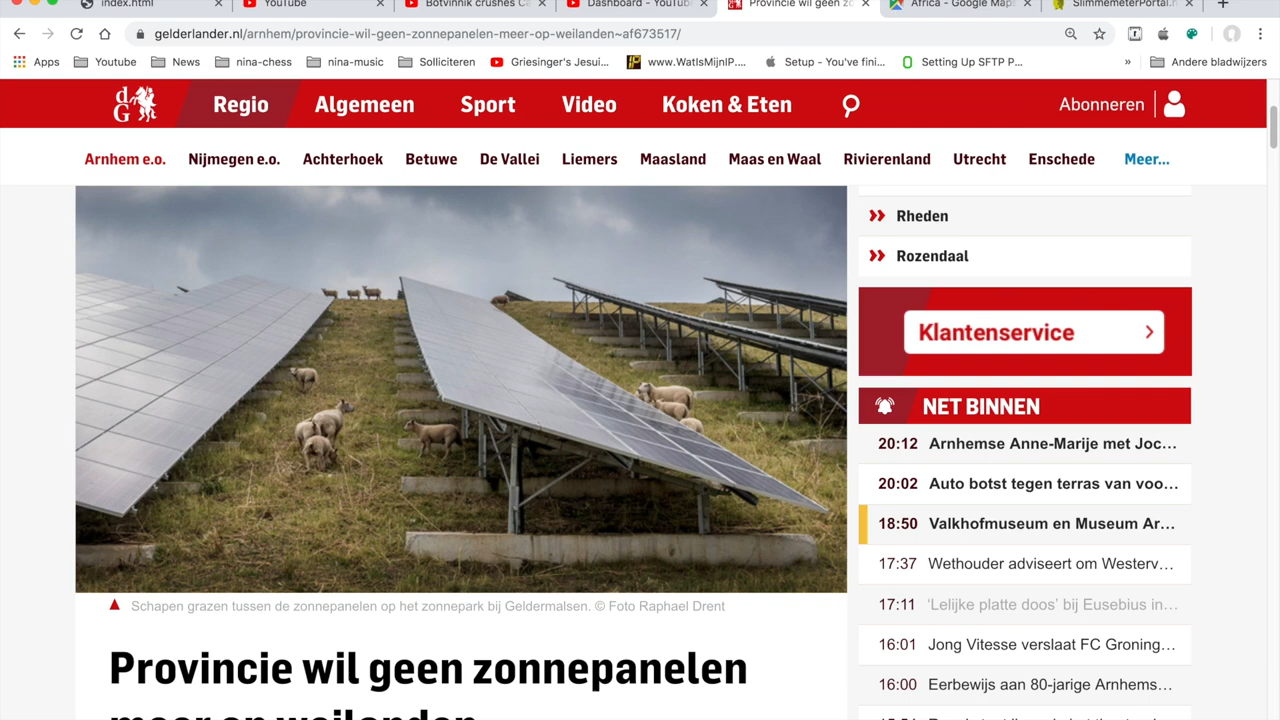 index.html
YouTube
Botvinnik crushes Ca
Dashboard - YouTube
Provincie wil geen zo
Africa - Google Maps
SlimmemeterPortal.n
gelderlander.nl/arnhem/provincie-wil-geen-zonnepanelen-meer-op-weilanden~af673517/
Apps
Youtube
News
nina-chess
nina-music
Solliciteren
Griesinger's Jesui...
www.WatIsMijnIP....
Setup - You've fini...
Setting Up SFTP P...
»
Andere bladwijzers
dG
Regio
Algemeen
Sport
Video
Koken & Eten
Abonneren
Arnhem e.o.
Nijmegen e.o.
Achterhoek
Betuwe
De Vallei
Liemers
Maasland
Maas en Waal
Rivierenland
Utrecht
Enschede
Meer...
Rheden
Rozendaal
Klantenservice
NET BINNEN
20:12 Arnhemse Anne-Marije met Joc...
20:02 Auto botst tegen terras van voo...
18:50 Valkhofmuseum en Museum Ar...
17:37 Wethouder adviseert om Westerv...
17:11 ‘Lelijke platte doos’ bij Eusebius in...
16:01 Jong Vitesse verslaat FC Groning...
16:00 Eerbewijs aan 80-jarige Arnhems...
Schapen grazen tussen de zonnepanelen op het zonnepark bij Geldermalsen. © Foto Raphael Drent
Provincie wil geen zonnepanelen
meer op weilanden